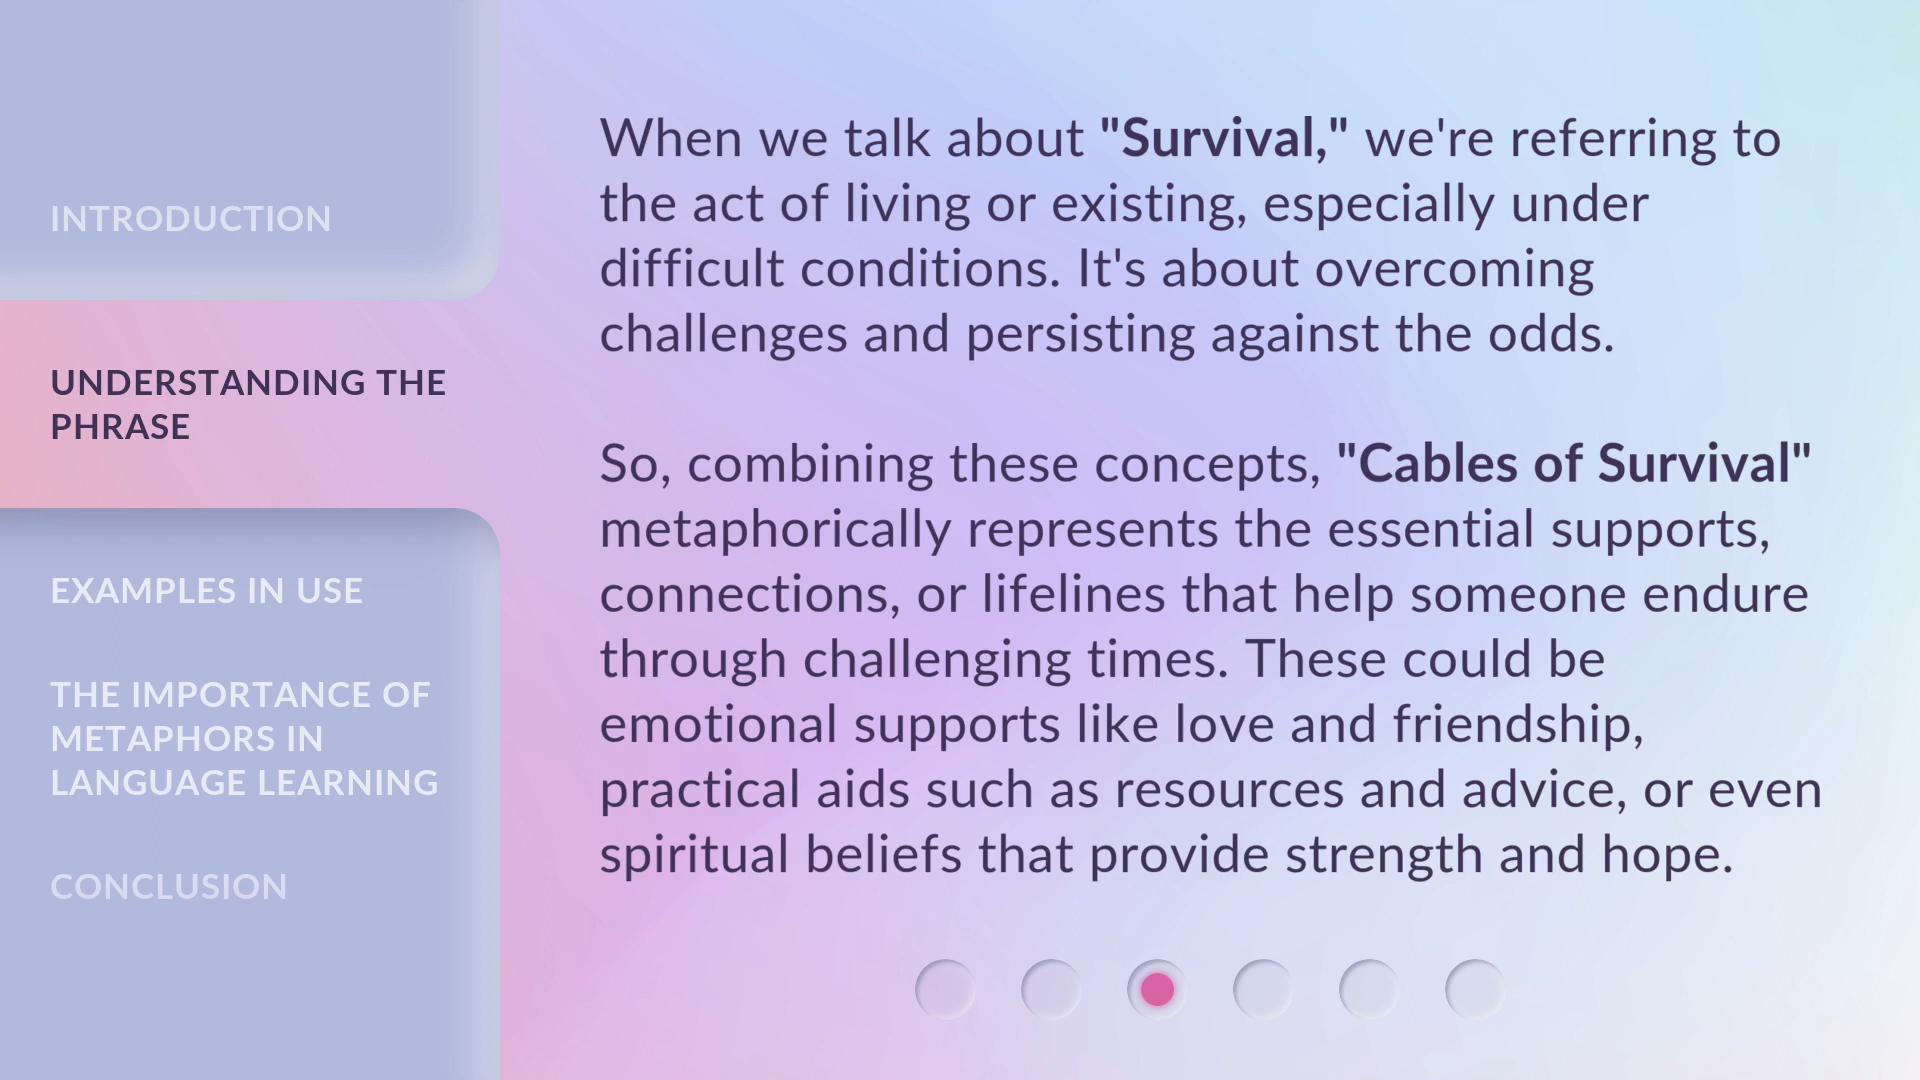 INTRODUCTION
UNDERSTANDING THE
PHRASE
EXAMPLES IN USE
THE IMPORTANCE OF
METAPHORS IN
LANGUAGE LEARNING
CONCLUSION
When we talk about "Survival," we're referring to
the act of living or existing, especially under
difficult conditions. It's about overcoming
challenges and persisting against the odds.
So, combining these concepts, "Cables of Survival"
metaphorically represents the essential supports,
connections, or lifelines that help someone endure
through challenging times. These could be
emotional supports like love and friendship,
practical aids such as resources and advice, or even
spiritual beliefs that provide strength and hope.